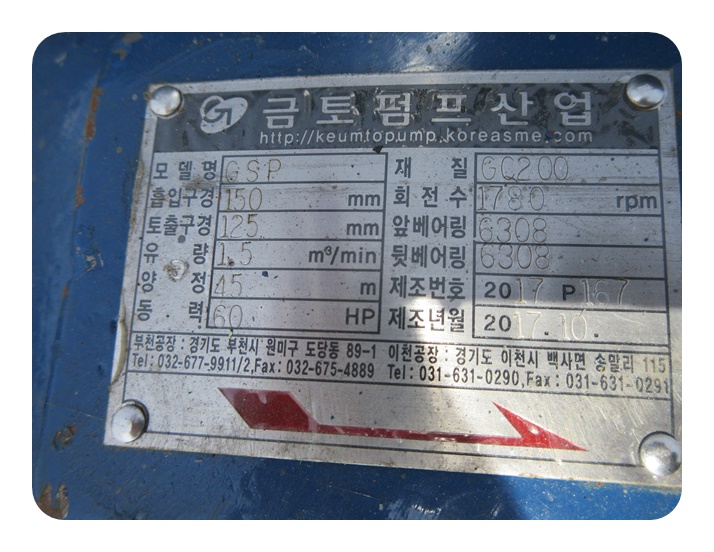 금토펌프산업
http://keumtopump.koreasme.com
모델명 GSP 재질 GC200
흡입구경 150 mm 회전수 1780 rpm
토출구경 125 mm 앞베어링 6308
유량 1.5 m³/min 뒷베어링 6308
양정 45 m 제조번호 2017 P 167
동력 60 HP 제조년월 2017.10.
부천공장 : 경기도 부천시 원미구 도당동 89-1 이천공장 : 경기도 이천시 백사면 송말리 115
Tel : 032-677-9911/2, Fax : 032-675-4889 Tel : 031-631-0290, Fax : 031-631-0291